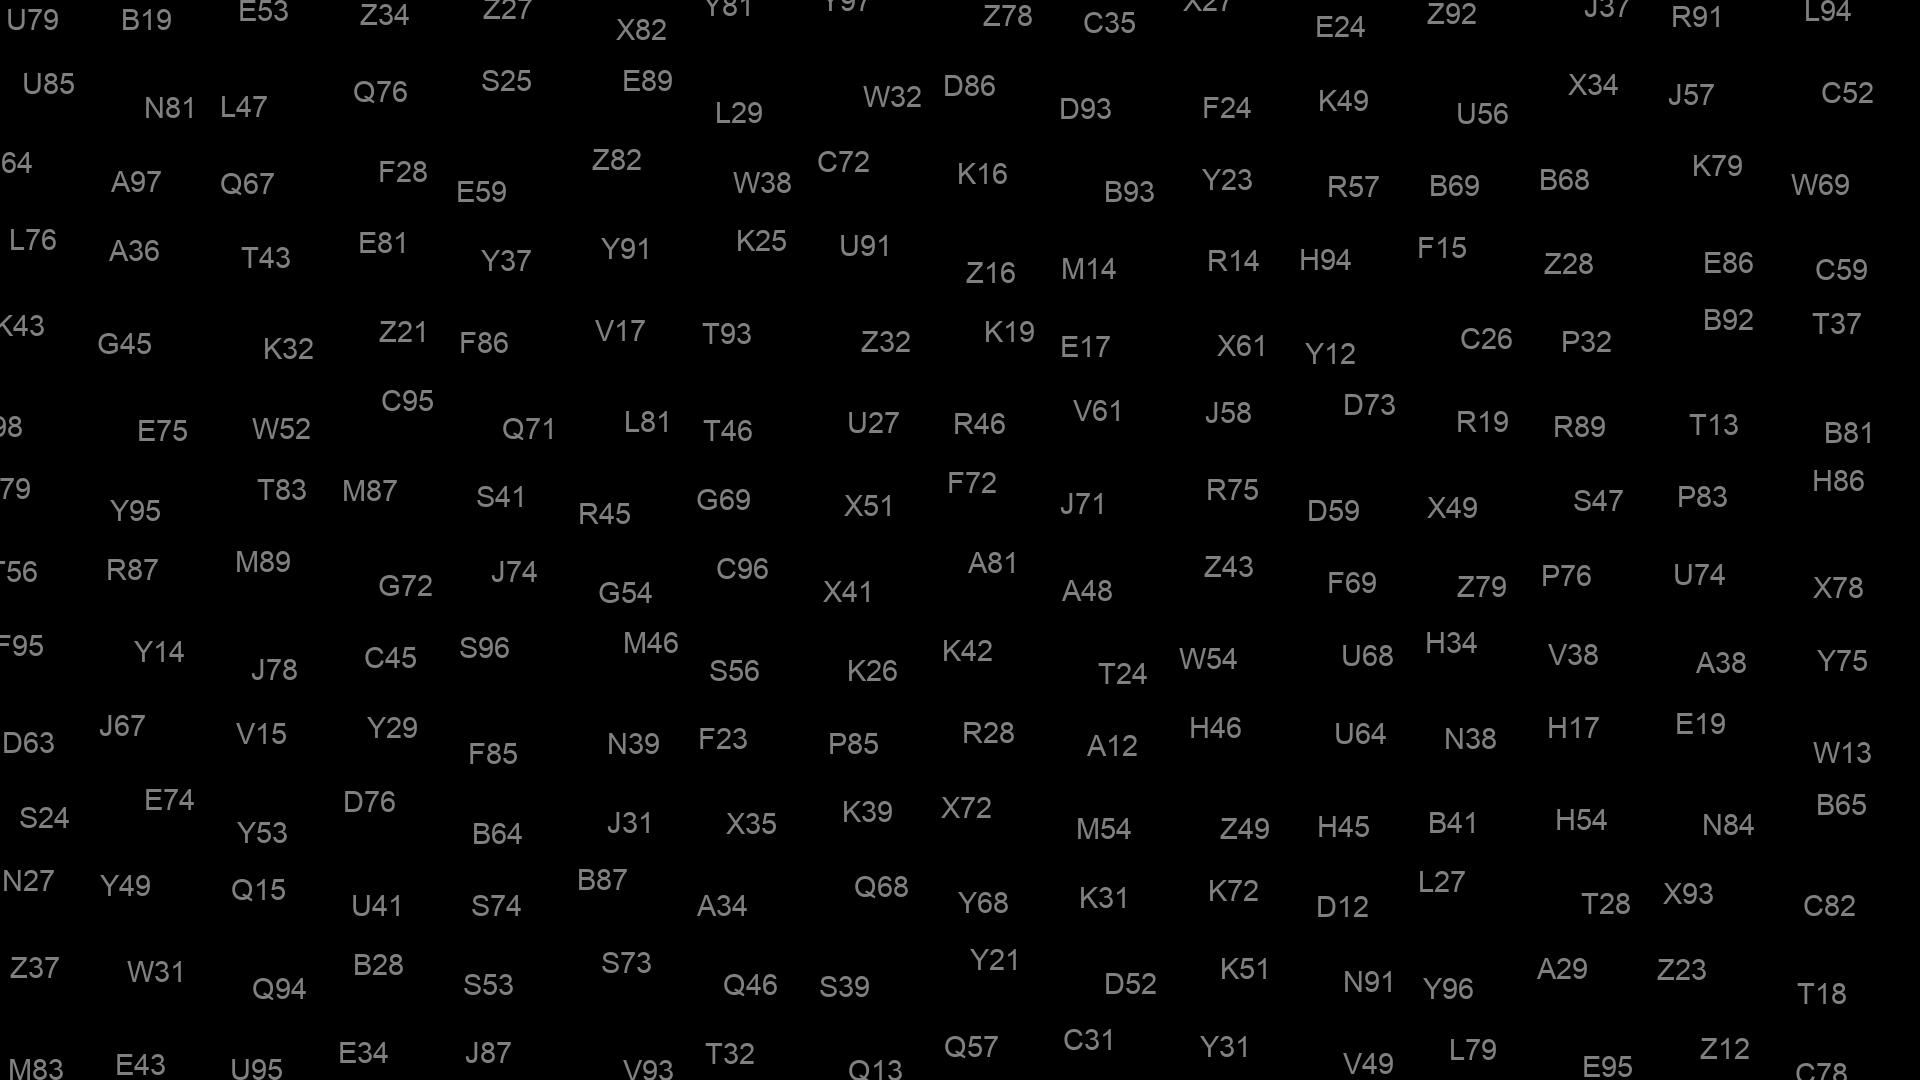 U79 B19 E53 Z34 Z27 X82 Y81 Y97 Z78 C35 X27 E24 Z92 J37 R91 L94
U85 N81 L47 Q76 S25 E89 L29 W32 D86 D93 F24 K49 U56 X34 J57 C52
64 A97 Q67 F28 E59 Z82 W38 C72 K16 B93 Y23 R57 B69 B68 K79 W69
L76 A36 T43 E81 Y37 Y91 K25 U91 Z16 M14 R14 H94 F15 Z28 E86 C59
K43 G45 K32 Z21 F86 V17 T93 Z32 K19 E17 X61 Y12 C26 P32 B92 T37
98 E75 W52 C95 Q71 L81 T46 U27 R46 V61 J58 D73 R19 R89 T13 B81
79 Y95 T83 M87 S41 R45 G69 X51 F72 J71 R75 D59 X49 S47 P83 H86
T56 R87 M89 G72 J74 G54 C96 X41 A81 A48 Z43 F69 Z79 P76 U74 X78
F95 Y14 J78 C45 S96 M46 S56 K26 K42 T24 W54 U68 H34 V38 A38 Y75
D63 J67 V15 Y29 F85 N39 F23 P85 R28 A12 H46 U64 N38 H17 E19 W13
S24 E74 Y53 D76 B64 J31 X35 K39 X72 M54 Z49 H45 B41 H54 N84 B65
N27 Y49 Q15 U41 S74 B87 A34 Q68 Y68 K31 K72 D12 L27 T28 X93 C82
Z37 W31 Q94 B28 S53 S73 Q46 S39 Y21 D52 K51 N91 Y96 A29 Z23 T18
M83 E43 U95 E34 J87 V93 T32 Q13 Q57 C31 Y31 V49 L79 E95 Z12 C78